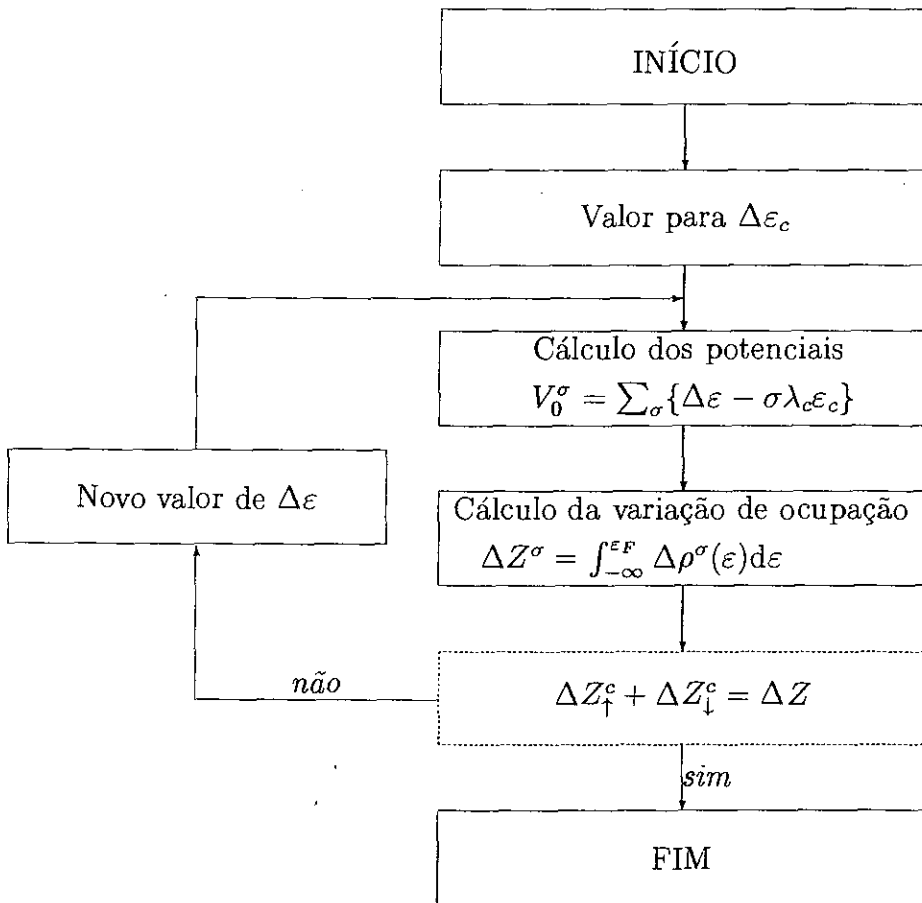 INÍCIO
Valor para Δε_c
Cálculo dos potenciais
V_0^σ = ∑_σ{Δε − σλ_cε_c}
Novo valor de Δε
Cálculo da variação de ocupação
ΔZ^σ = ∫_{−∞}^{ε_F} Δρ^σ(ε)dε
não
ΔZ_↑^c + ΔZ_↓^c = ΔZ
sim
FIM